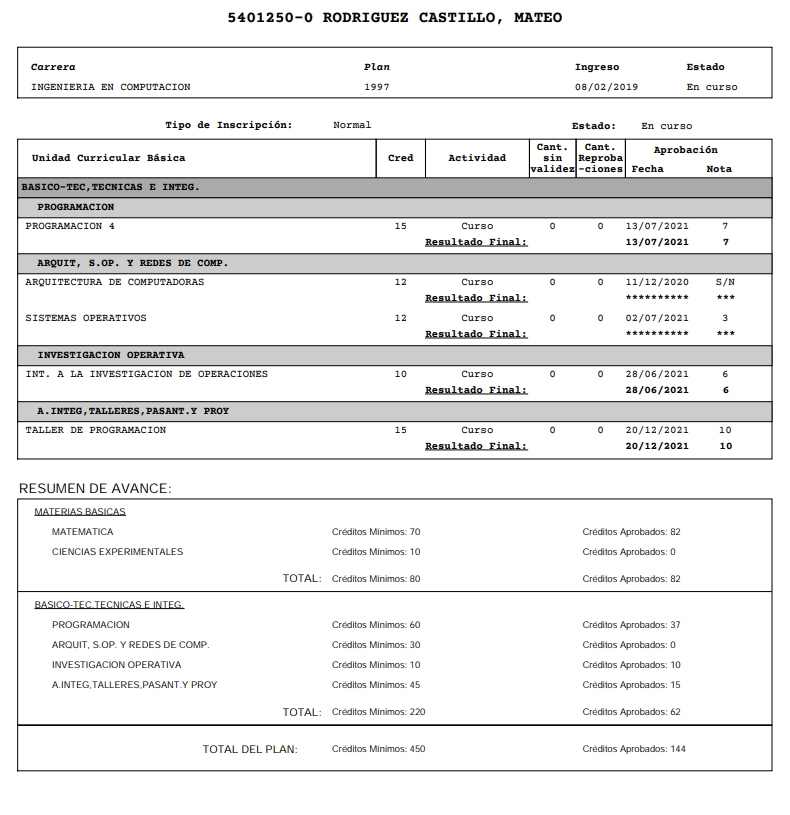 5401250-0 RODRIGUEZ CASTILLO, MATEO
Carrera Plan Ingreso Estado
INGENIERIA EN COMPUTACION 1997 08/02/2019 En curso
Tipo de Inscripción: Normal Estado: En curso
Unidad Curricular Básica Cred Actividad Cant. sin validez Cant. Reproba -ciones Aprobación
Fecha Nota
BASICO-TEC,TECNICAS E INTEG.
PROGRAMACION
PROGRAMACION 4 15 Curso 0 0 13/07/2021 7
Resultado Final: 13/07/2021 7
ARQUIT, S.OP. Y REDES DE COMP.
ARQUITECTURA DE COMPUTADORAS 12 Curso 0 0 11/12/2020 S/N
Resultado Final: ********** ***
SISTEMAS OPERATIVOS 12 Curso 0 0 02/07/2021 3
Resultado Final: ********** ***
INVESTIGACION OPERATIVA
INT. A LA INVESTIGACION DE OPERACIONES 10 Curso 0 0 28/06/2021 6
Resultado Final: 28/06/2021 6
A.INTEG,TALLERES,PASANT.Y PROY
TALLER DE PROGRAMACION 15 Curso 0 0 20/12/2021 10
Resultado Final: 20/12/2021 10
RESUMEN DE AVANCE:
MATERIAS BASICAS
MATEMATICA Créditos Mínimos: 70 Créditos Aprobados: 82
CIENCIAS EXPERIMENTALES Créditos Mínimos: 10 Créditos Aprobados: 0
TOTAL: Créditos Mínimos: 80 Créditos Aprobados: 82
BASICO-TEC,TECNICAS E INTEG.
PROGRAMACION Créditos Mínimos: 60 Créditos Aprobados: 37
ARQUIT, S.OP. Y REDES DE COMP. Créditos Mínimos: 30 Créditos Aprobados: 0
INVESTIGACION OPERATIVA Créditos Mínimos: 10 Créditos Aprobados: 10
A.INTEG,TALLERES,PASANT.Y PROY Créditos Mínimos: 45 Créditos Aprobados: 15
TOTAL: Créditos Mínimos: 220 Créditos Aprobados: 62
TOTAL DEL PLAN: Créditos Mínimos: 450 Créditos Aprobados: 144